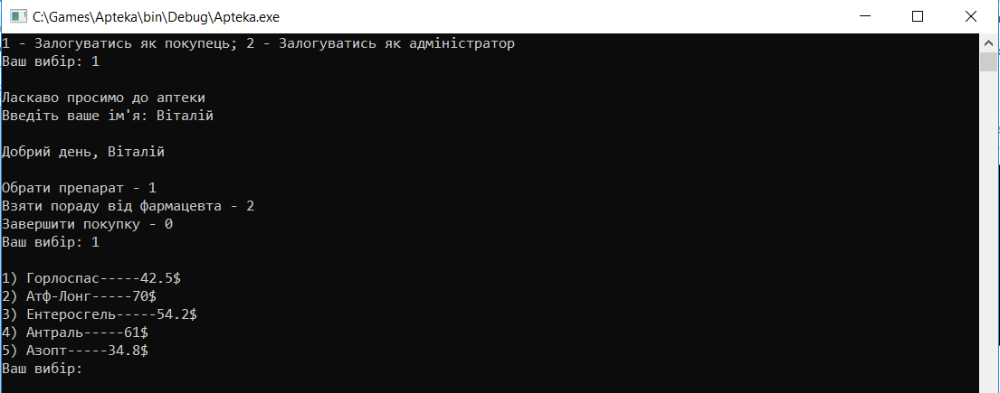 C:\Games\Apteka\bin\Debug\Apteka.exe
1 - Залогуватись як покупець; 2 - Залогуватись як адміністратор
Ваш вибір: 1
Ласкаво просимо до аптеки
Введіть ваше ім'я: Віталій
Добрий день, Віталій
Обрати препарат - 1
Взяти пораду від фармацевта - 2
Завершити покупку - 0
Ваш вибір: 1
1) Горлоспас-----42.5$
2) Атф-Лонг-----70$
3) Ентеросгель-----54.2$
4) Антраль-----61$
5) Азопт-----34.8$
Ваш вибір: